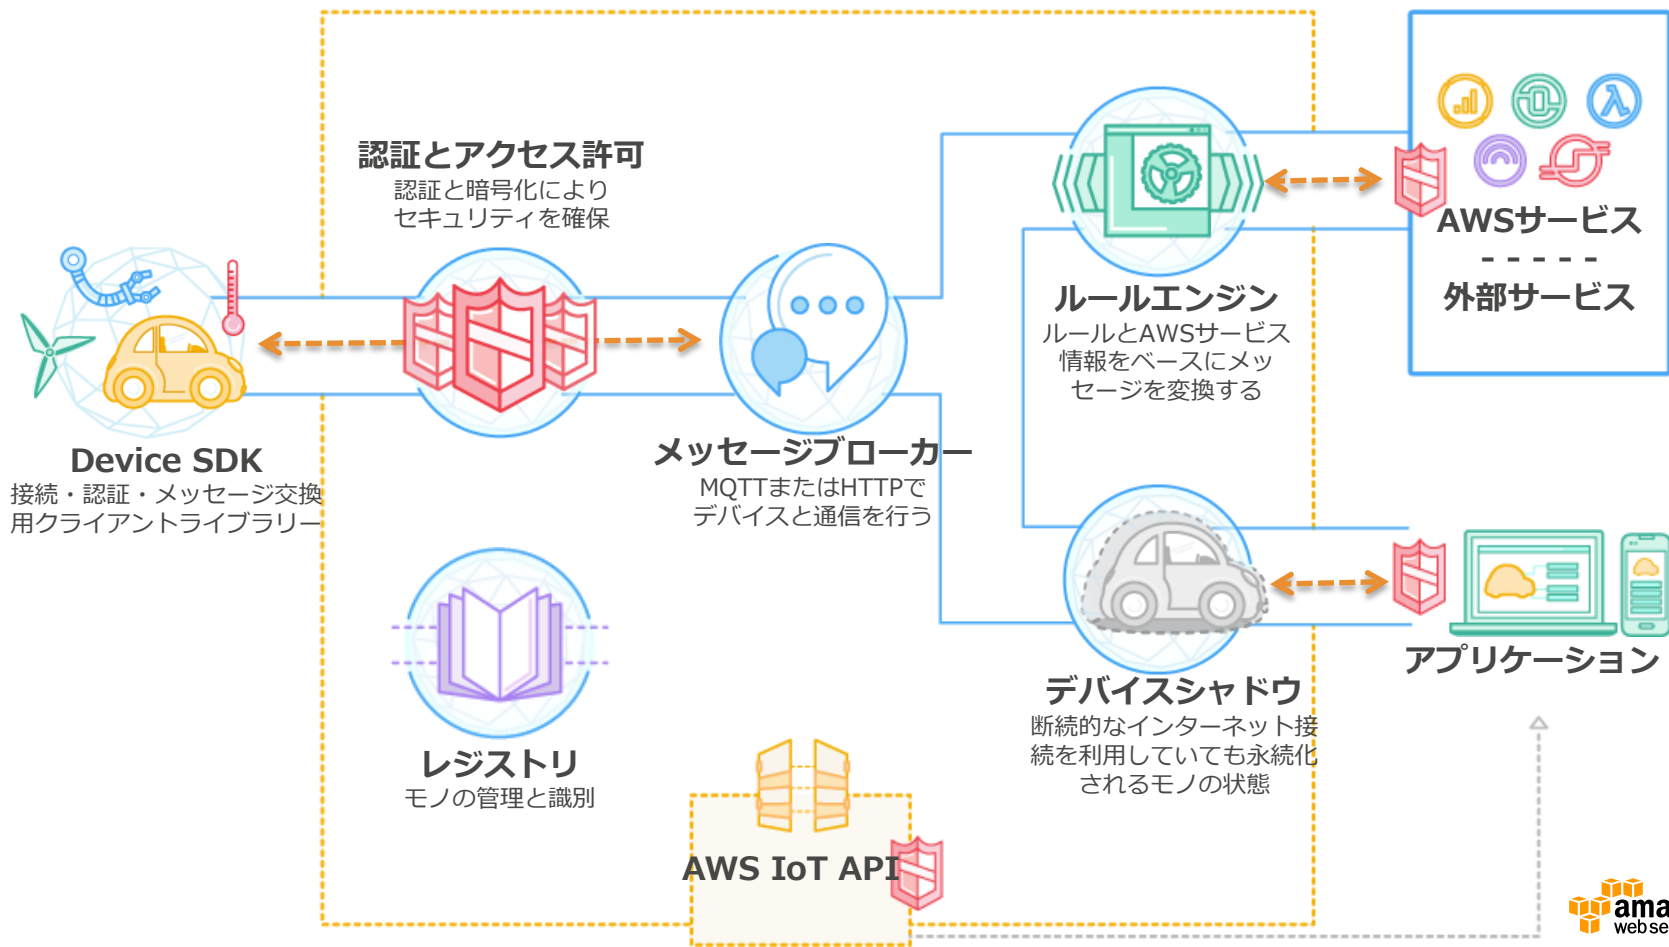 認証とアクセス許可
認証と暗号化により
セキュリティを確保
AWSサービス
- - - - -
外部サービス
ルールエンジン
ルールとAWSサービス
情報をベースにメッ
セージを変換する
Device SDK
接続・認証・メッセージ交換
用クライアントライブラリー
メッセージブローカー
MQTTまたはHTTPで
デバイスと通信を行う
アプリケーション
デバイスシャドウ
断続的なインターネット接
続を利用していても永続化
されるモノの状態
レジストリ
モノの管理と識別
AWS IoT API
ama
web se